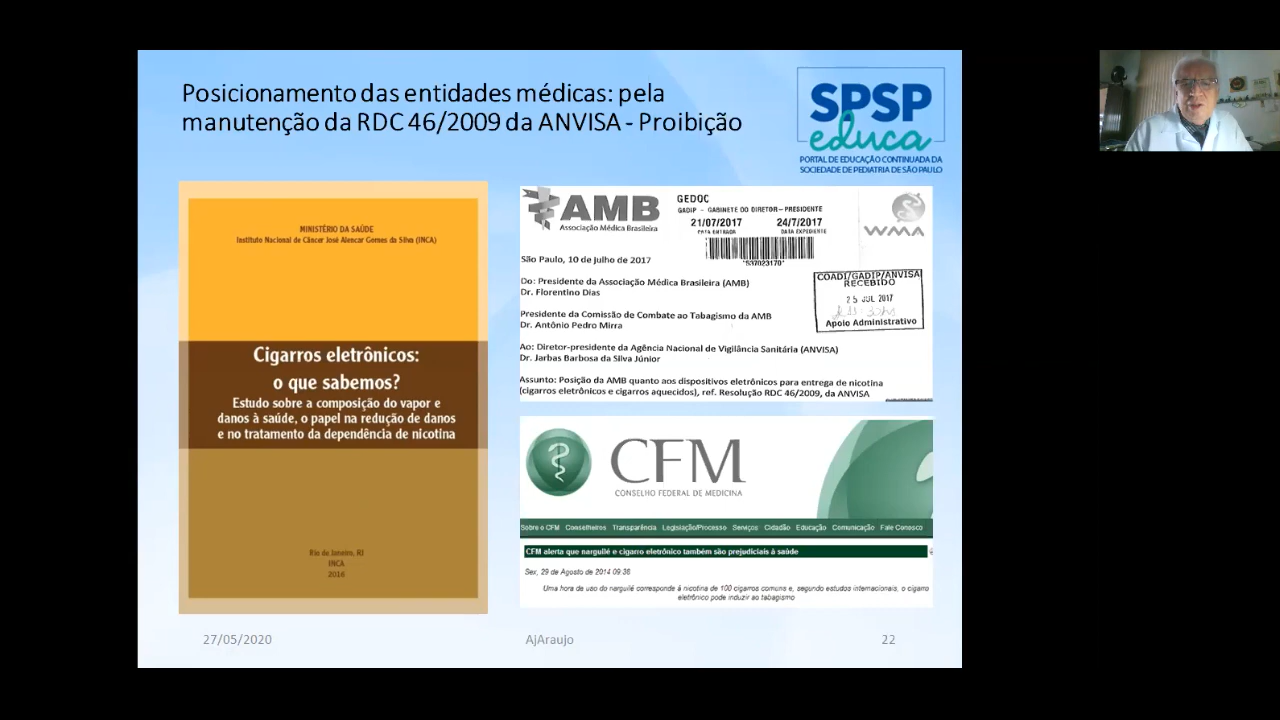 Posicionamento das entidades médicas: pela
manutenção da RDC 46/2009 da ANVISA - Proibição
SPSP
educa
PORTAL DE EDUCAÇÃO CONTINUADA DA
SOCIEDADE DE PEDIATRIA DE SÃO PAULO
MINISTÉRIO DA SAÚDE
Instituto Nacional de Câncer José Alencar Gomes da Silva (INCA)
Cigarros eletrônicos:
o que sabemos?
Estudo sobre a composição do vapor e
danos à saúde, o papel na redução de danos
e no tratamento da dependência de nicotina
Rio de Janeiro, RJ
INCA
2016
AMB
Associação Médica Brasileira
GEDOC
GADIP - GABINETE DO DIRETOR-PRESIDENTE
21/07/2017 24/7/2017
DATA ENTRADA DATA EXPEDIENTE
WMA
São Paulo, 10 de julho de 2017
COADI/GADIP/ANVISA
RECEBIDO
25 JUL 2017
Apoio Administrativo
Do: Presidente da Associação Médica Brasileira (AMB)
Dr. Florentino Dias
Presidente da Comissão de Combate ao Tabagismo da AMB
Dr. Antônio Pedro Mirra
Ao: Diretor-presidente da Agência Nacional de Vigilância Sanitária (ANVISA)
Dr. Jarbas Barbosa da Silva Júnior
Assunto: Posição da AMB quanto aos dispositivos eletrônicos para entrega de nicotina
(cigarros eletrônicos e cigarros aquecidos), ref. Resolução RDC 46/2009, da ANVISA
CFM
CONSELHO FEDERAL DE MEDICINA
Sobre o CFM Conselheiros Transparência Legislação/Processo Serviços Cidadão Educação Comunicação Fale Conosco
CFM alerta que narguilé e cigarro eletrônico também são prejudiciais à saúde
Sex, 29 de Agosto de 2014 09:36
Uma hora de uso do narguilé corresponde à nicotina de 100 cigarros comuns e, segundo estudos internacionais, o cigarro
eletrônico pode induzir ao tabagismo
27/05/2020
AjAraujo
22